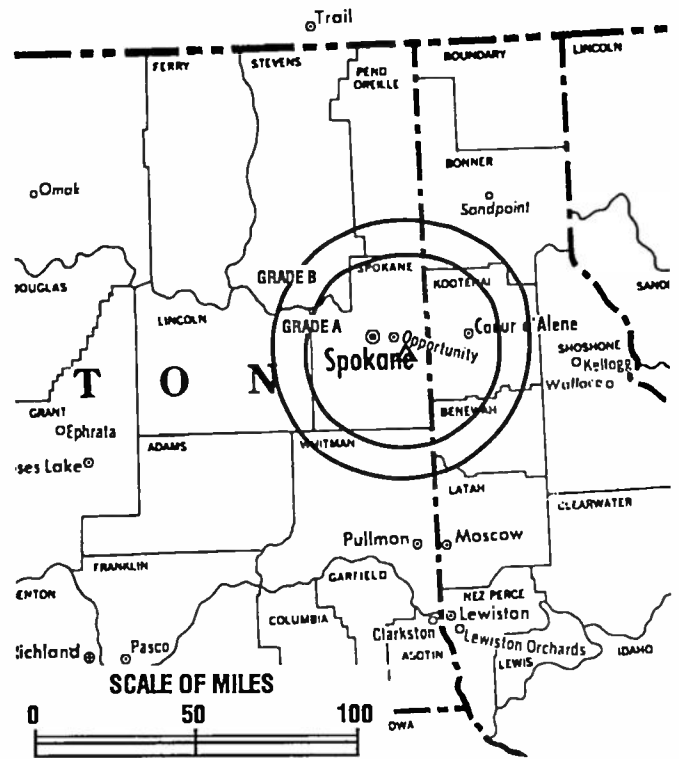 Trail
FERRY
STEVENS
PEND
OREILLE
BOUNDARY
LINCOLN
BONNER
Omak
Sandpoint
GRADE B
SPOKANE
KOOTENAI
DOUGLAS
SAND
LINCOLN
GRADE A
Opportunity
Coeur d'Alene
Spokane
SHOSHONE
Kellogg
Wallace
T O N
GRANT
BENEWAH
Ephrata
ADAMS
WHITMAN
ses Lake
LATAH
CLEARWATER
Pullman
Moscow
FRANKLIN
GARFIELD
ENTON
NEZ PERCE
COLUMBIA
Lewiston
Clarkston
Lewiston Orchards
Richland
Pasco
ASOTIN
LEWIS
IDAHO
SCALE OF MILES
0 50 100
OWA